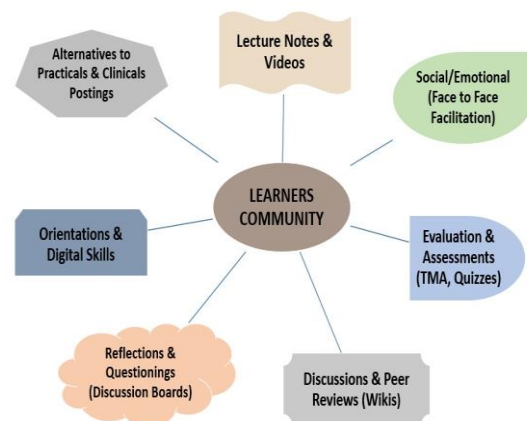 Lecture Notes &
Videos
Alternatives to
Practicals & Clinicals
Postings
Social/Emotional
(Face to Face
Facilitation)
LEARNERS
COMMUNITY
Orientations &
Digital Skills
Evaluation &
Assessments
(TMA, Quizzes)
Reflections &
Questionings
(Discussion Boards)
Discussions & Peer
Reviews (Wikis)